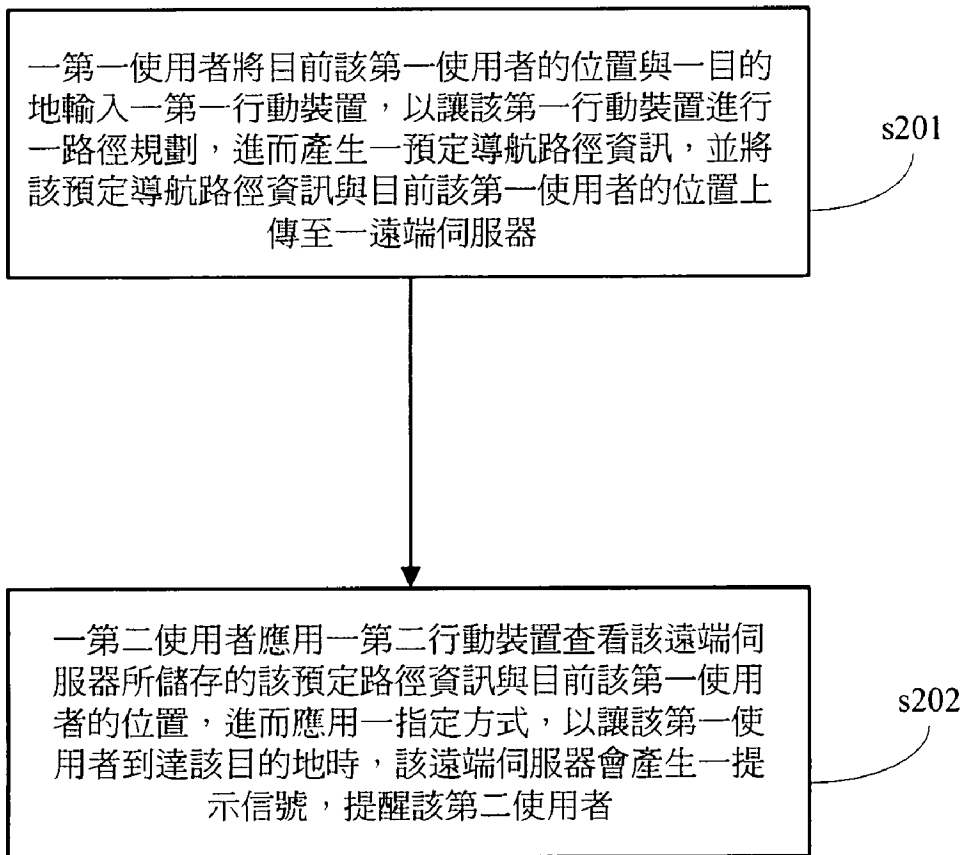 一第一使用者將目前該第一使用者的位置與一目的
地輸入一第一行動裝置，以讓該第一行動裝置進行
一路徑規劃，進而產生一預定導航路徑資訊，並將
該預定導航路徑資訊與目前該第一使用者的位置上
傳至一遠端伺服器
s201
一第二使用者應用一第二行動裝置查看該遠端伺
服器所儲存的該預定路徑資訊與目前該第一使用
者的位置，進而應用一指定方式，以讓該第一使
用者到達該目的地時，該遠端伺服器會產生一提
示信號，提醒該第二使用者
s202